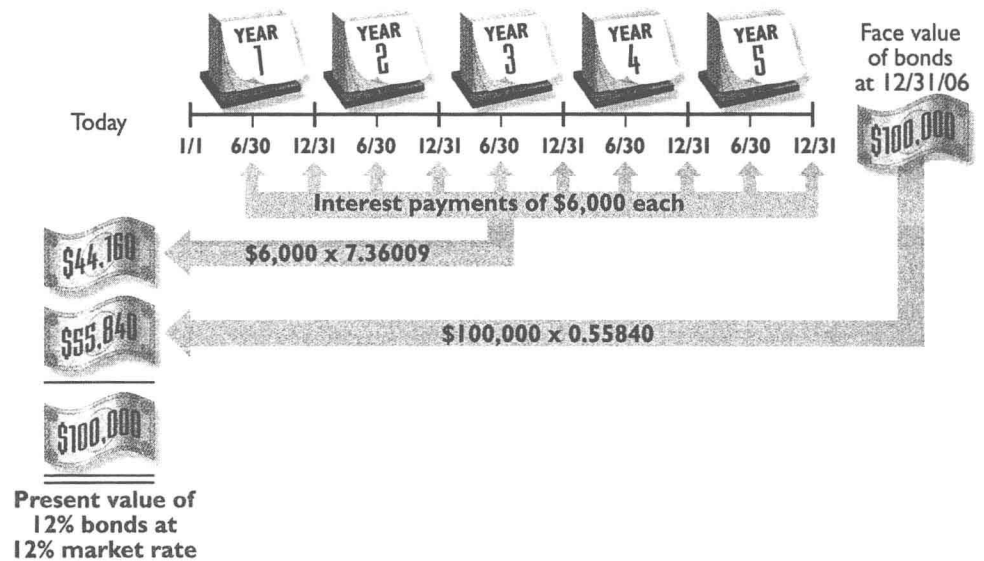 YEAR
1
YEAR
2
YEAR
3
YEAR
4
YEAR
5
Face value
of bonds
at 12/31/06
$100,000
Today
1/1 6/30 12/31 6/30 12/31 6/30 12/31 6/30 12/31 6/30 12/31
Interest payments of $6,000 each
$44,160
$6,000 x 7.36009
$55,840
$100,000 x 0.55840
$100,000
Present value of
12% bonds at
12% market rate